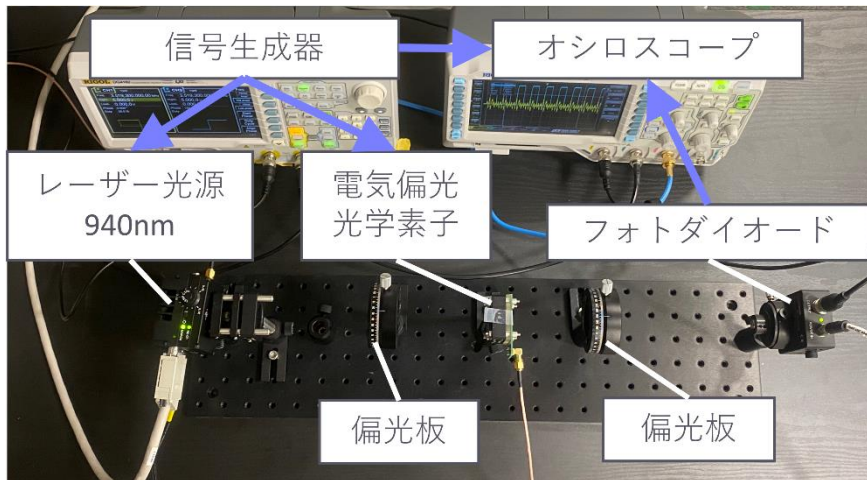 信号生成器
オシロスコープ
レーザー光源
940nm
電気偏光
光学素子
フォトダイオード
偏光板
偏光板
RIGOL